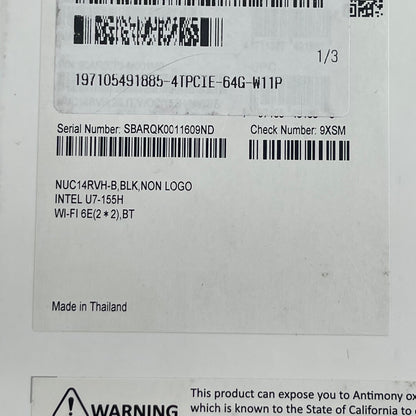 1/3
197105491885-4TPCIE-64G-W11P
Serial Number: SBARQK0011609ND
Check Number: 9XSM
NUC14RVH-B,BLK,NON LOGO
INTEL U7-155H
WI-FI 6E(2*2),BT
Made in Thailand
WARNING
This product can expose you to Antimony ox
which is known to the State of California to